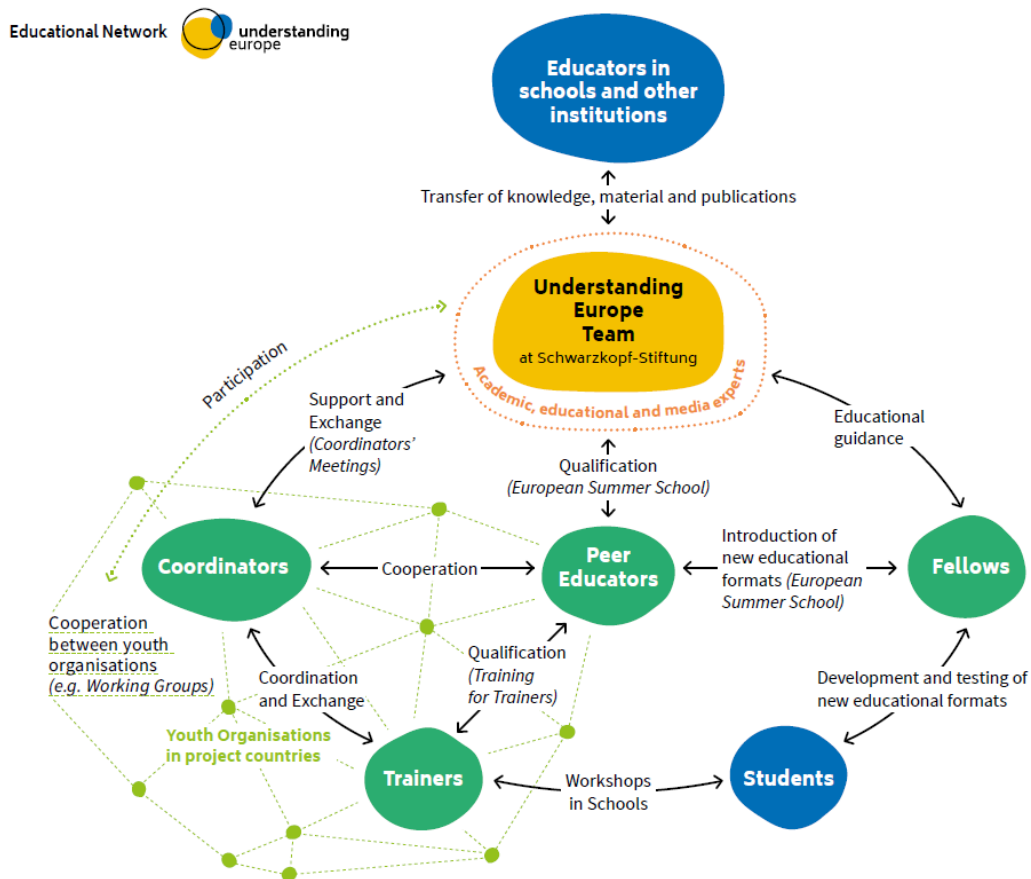 Educational Network
understanding
europe
Educators in
schools and other
institutions
Transfer of knowledge, material and publications
Understanding
Europe
Team
at Schwarzkopf-Stiftung
Academic, educational and media experts
Participation
Support and
Exchange
(Coordinators’
Meetings)
Qualification
(European Summer School)
Educational
guidance
Coordinators
Cooperation
Peer
Educators
Introduction of
new educational
formats (European
Summer School)
Fellows
Cooperation
between youth
organisations
(e.g. Working Groups)
Coordination
and Exchange
Qualification
(Training
for Trainers)
Development and testing of
new educational formats
Youth Organisations
in project countries
Trainers
Workshops
in Schools
Students